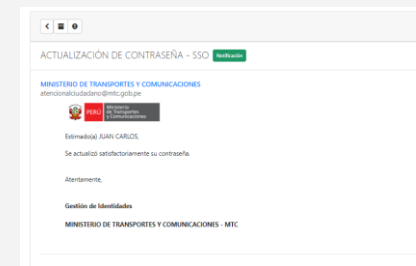 ACTUALIZACIÓN DE CONTRASEÑA - SSO Notificación
MINISTERIO DE TRANSPORTES Y COMUNICACIONES
atencionalciudadano@mtc.gob.pe
PERÚ Ministerio de Transportes y Comunicaciones
Estimado(a) JUAN CARLOS,
Se actualizó satisfactoriamente su contraseña.
Atentamente,
Gestión de Identidades
MINISTERIO DE TRANSPORTES Y COMUNICACIONES - MTC